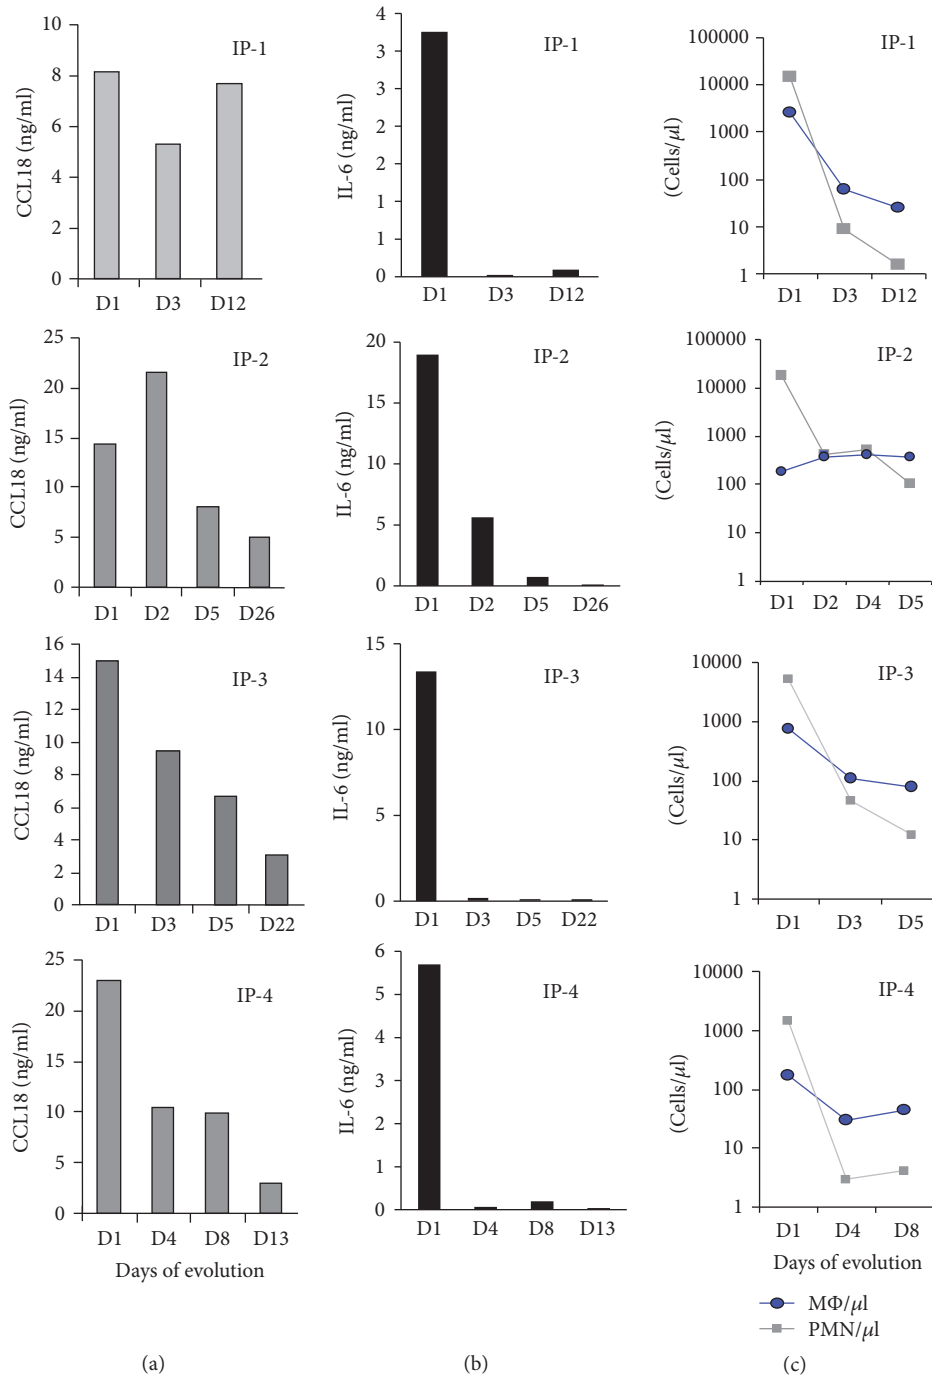 10
8
6
4
2
0
CCL18 (ng/ml)
IP-1
D1 D3 D12
4
3
3
2
2
1
1
0
IL-6 (ng/ml)
IP-1
D1 D3 D12
100000
10000
1000
100
10
1
(Cells/μl)
IP-1
D1 D3 D12
25
20
15
10
5
0
CCL18 (ng/ml)
IP-2
D1 D2 D5 D26
20
15
10
5
0
IL-6 (ng/ml)
IP-2
D1 D2 D5 D26
100000
10000
1000
100
10
1
(Cells/μl)
IP-2
D1 D2 D4 D5
16
14
12
10
8
6
4
2
0
CCL18 (ng/ml)
IP-3
D1 D3 D5 D22
15
10
5
0
IL-6 (ng/ml)
IP-3
D1 D3 D5 D22
10000
1000
100
10
1
(Cells/μl)
IP-3
D1 D3 D5
25
20
15
10
5
0
CCL18 (ng/ml)
IP-4
D1 D4 D8 D13
Days of evolution
6
5
4
3
2
1
0
IL-6 (ng/ml)
IP-4
D1 D4 D8 D13
10000
1000
100
10
1
(Cells/μl)
IP-4
D1 D4 D8
Days of evolution
MΦ/μl
PMN/μl
(a)
(b)
(c)